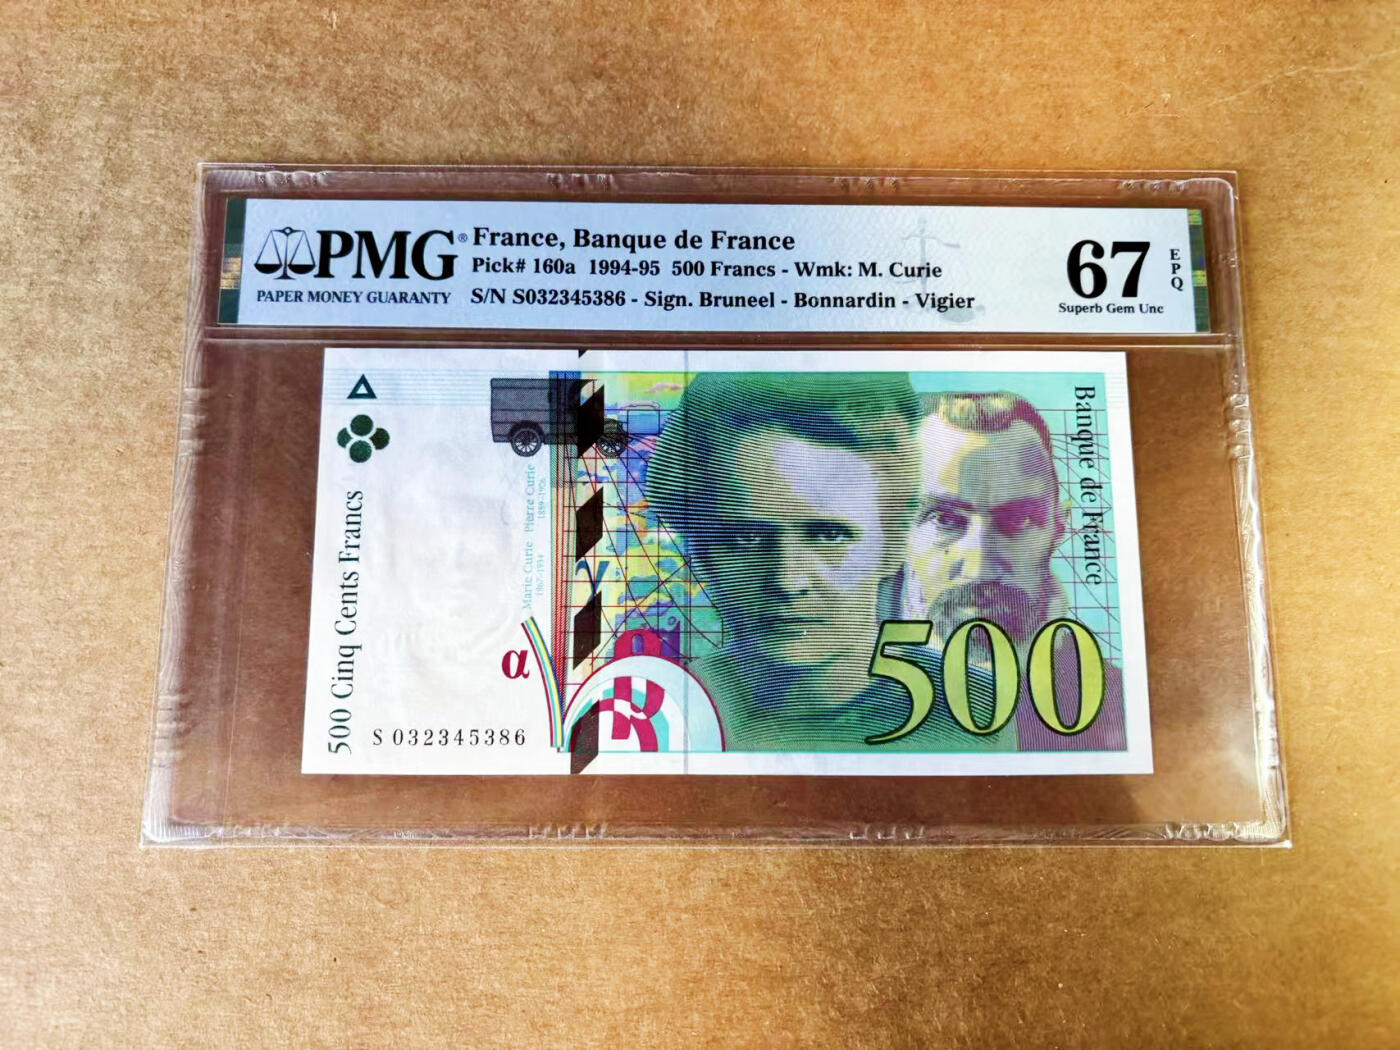 PMG®
PAPER MONEY GUARANTY
France, Banque de France
Pick# 160a 1994-95 500 Francs - Wmk: M. Curie
S/N S032345386 - Sign. Bruneel - Bonnardin - Vigier
67
EPQ
Superb Gem Unc
500 Cinq Cents Francs
Marie Curie Pierre Curie
1867-1934 1859-1906
α
γ
S 032345386
Banque de France
500